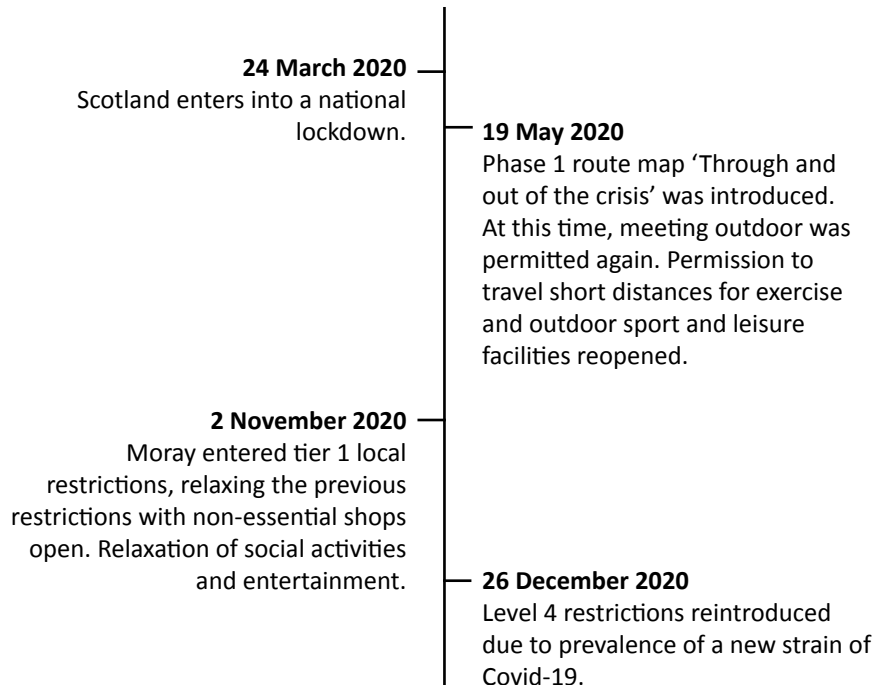 24 March 2020
Scotland enters into a national
lockdown.
19 May 2020
Phase 1 route map ‘Through and
out of the crisis’ was introduced.
At this time, meeting outdoor was
permitted again. Permission to
travel short distances for exercise
and outdoor sport and leisure
facilities reopened.
2 November 2020
Moray entered tier 1 local
restrictions, relaxing the previous
restrictions with non-essential shops
open. Relaxation of social activities
and entertainment.
26 December 2020
Level 4 restrictions reintroduced
due to prevalence of a new strain of
Covid-19.